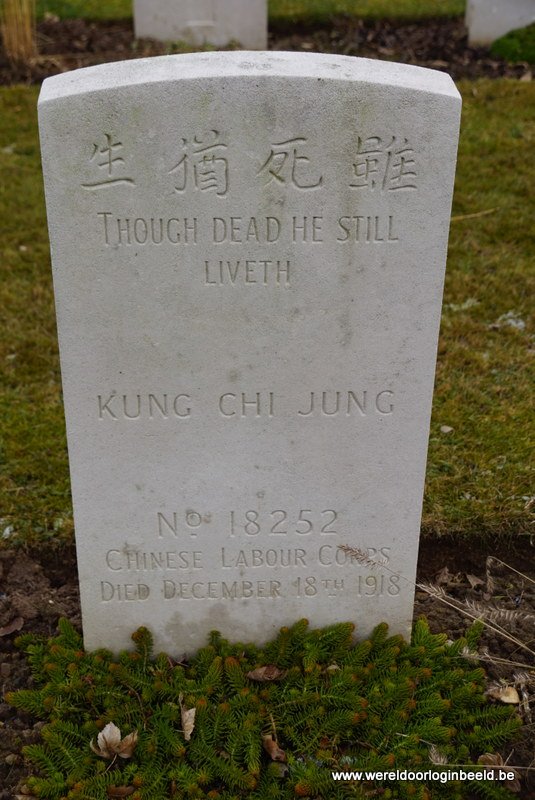 雖死猶生
THOUGH DEAD HE STILL
LIVETH
KUNG CHI JUNG
No 18252
CHINESE LABOUR CORPS
DIED DECEMBER 18TH 1918
www.wereldoorloginbeeld.be